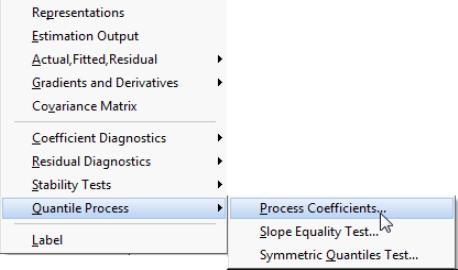 Representations
Estimation Output
Actual,Fitted,Residual
Gradients and Derivatives
Covariance Matrix
Coefficient Diagnostics
Residual Diagnostics
Stability Tests
Quantile Process
Process Coefficients...
Slope Equality Test...
Symmetric Quantiles Test...
Label